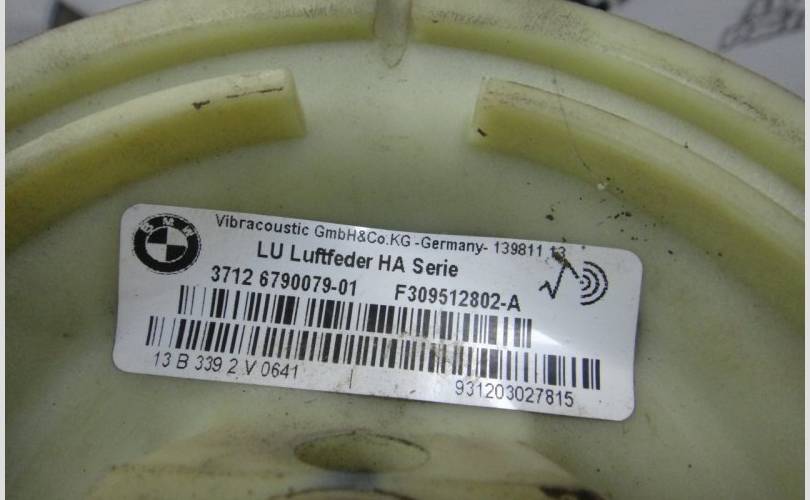 BMW
Vibracoustic GmbH&Co.KG -Germany- 139811 13
LU Luftfeder HA Serie
3712 6790079-01 F309512802-A
13 B 339 2 V 0641
931203027815